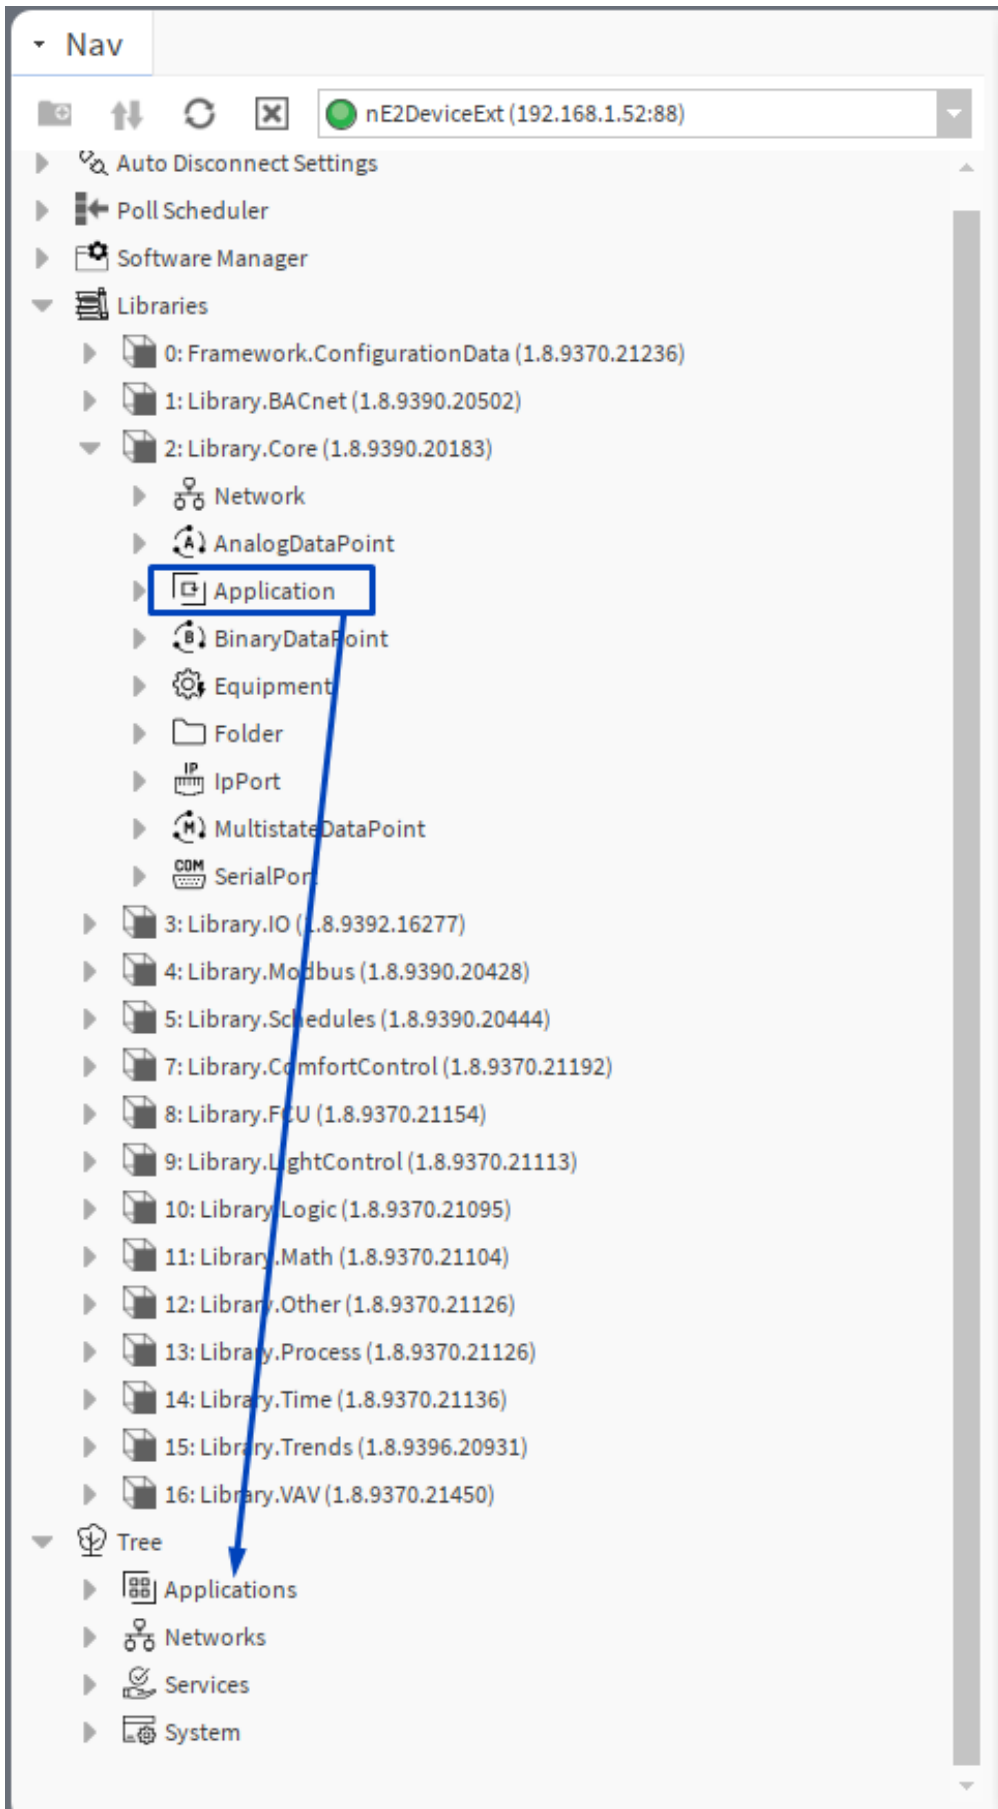 Nav
nE2DeviceExt (192.168.1.52:88)
Auto Disconnect Settings
Poll Scheduler
Software Manager
Libraries
0: Framework.ConfigurationData (1.8.9370.21236)
1: Library.BACnet (1.8.9390.20502)
2: Library.Core (1.8.9390.20183)
Network
A AnalogDataPoint
Application
B BinaryDataPoint
Equipment
Folder
IP IpPort
M MultistateDataPoint
COM SerialPort
3: Library.IO (1.8.9392.16277)
4: Library.Modbus (1.8.9390.20428)
5: Library.Schedules (1.8.9390.20444)
7: Library.ComfortControl (1.8.9370.21192)
8: Library.FCU (1.8.9370.21154)
9: Library.LightControl (1.8.9370.21113)
10: Library.Logic (1.8.9370.21095)
11: Library.Math (1.8.9370.21104)
12: Library.Other (1.8.9370.21126)
13: Library.Process (1.8.9370.21126)
14: Library.Time (1.8.9370.21136)
15: Library.Trends (1.8.9396.20931)
16: Library.VAV (1.8.9370.21450)
Tree
Applications
Networks
Services
System